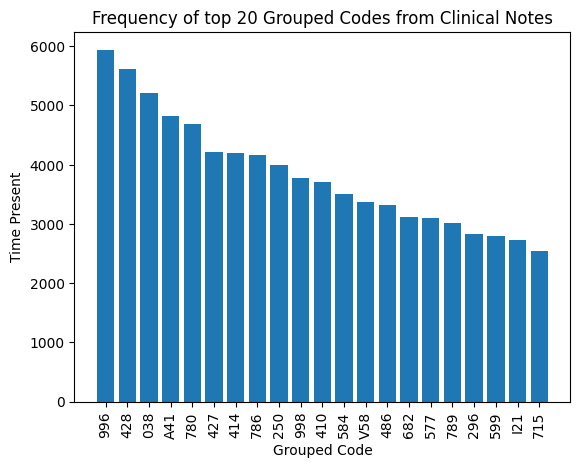 Frequency of top 20 Grouped Codes from Clinical Notes
Time Present
6000
5000
4000
3000
2000
1000
0
996 428 038 A41 780 427 414 786 250 998 410 584 V58 486 682 577 789 296 599 I21 715
Grouped Code